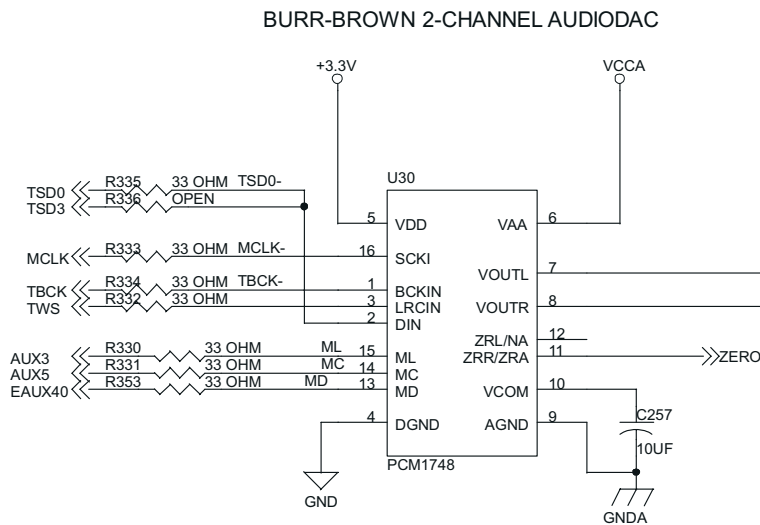 BURR-BROWN 2-CHANNEL AUDIODAC
+3.3V VCCA
U30
TSD0 R335 33 OHM TSD0-
TSD3 R336 OPEN
5 VDD VAA 6
MCLK R333 33 OHM MCLK- 16 SCKI
VOUTL 7
TBCK R334 33 OHM TBCK- 1 BCKIN
TWS R332 33 OHM 3 LRCIN VOUTR 8
2 DIN
ZRL/NA 12
AUX3 R330 33 OHM ML 15 ML ZRR/ZRA 11 ZERO
AUX5 R331 33 OHM MC 14 MC
EAUX40 R353 33 OHM MD 13 MD VCOM 10
4 DGND AGND 9
C257
10UF
PCM1748
GND
GNDA